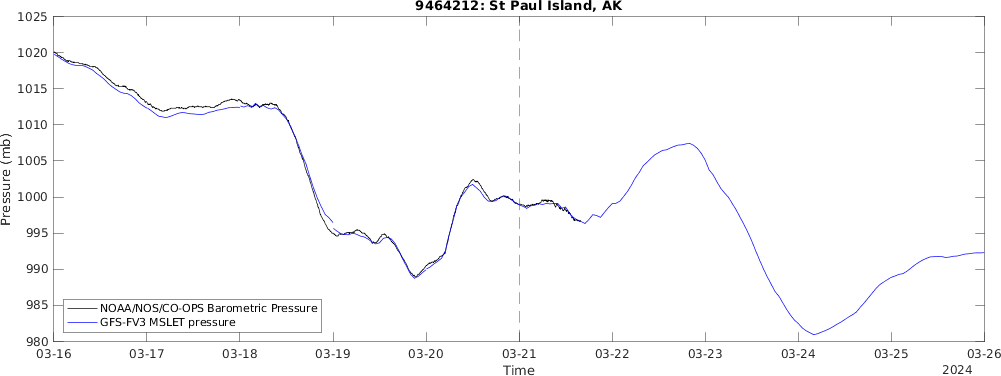 9464212: St Paul Island, AK
1025
1020
1015
1010
1005
1000
995
990
985
980
Pressure (mb)
NOAA/NOS/CO-OPS Barometric Pressure
GFS-FV3 MSLET pressure
03-16 03-17 03-18 03-19 03-20 03-21 03-22 03-23 03-24 03-25 03-26
Time
2024